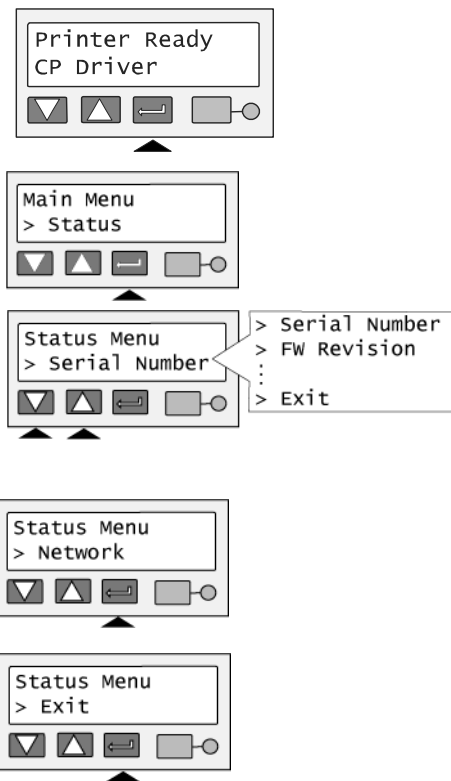 Printer Ready
CP Driver
Main Menu
> Status
Status Menu
> Serial Number
> Serial Number
> FW Revision
⋮
> Exit
Status Menu
> Network
Status Menu
> Exit